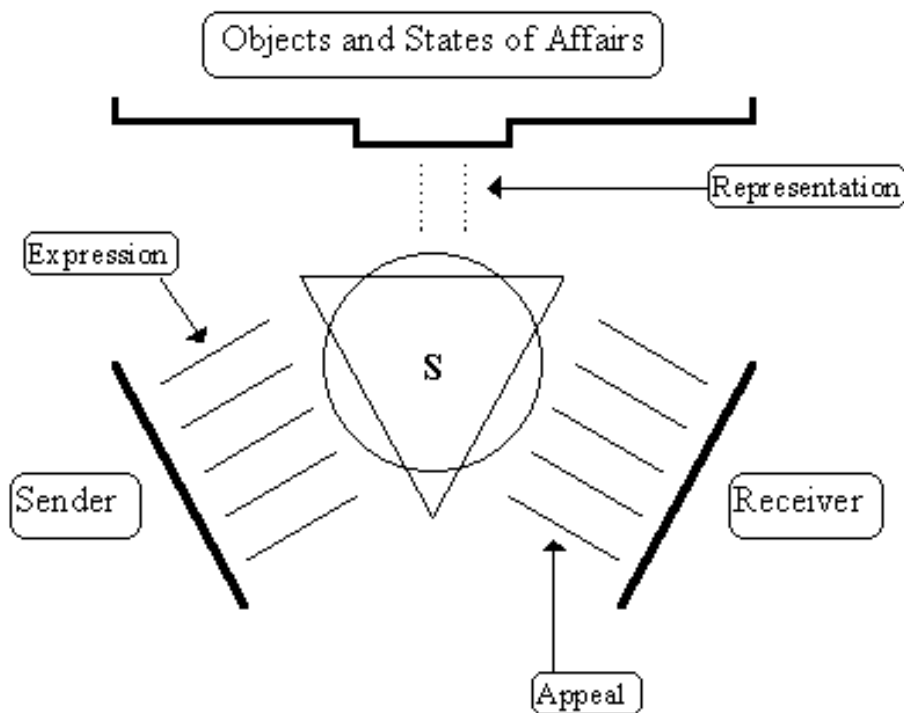 Objects and States of Affairs
Representation
Expression
S
Sender
Receiver
Appeal